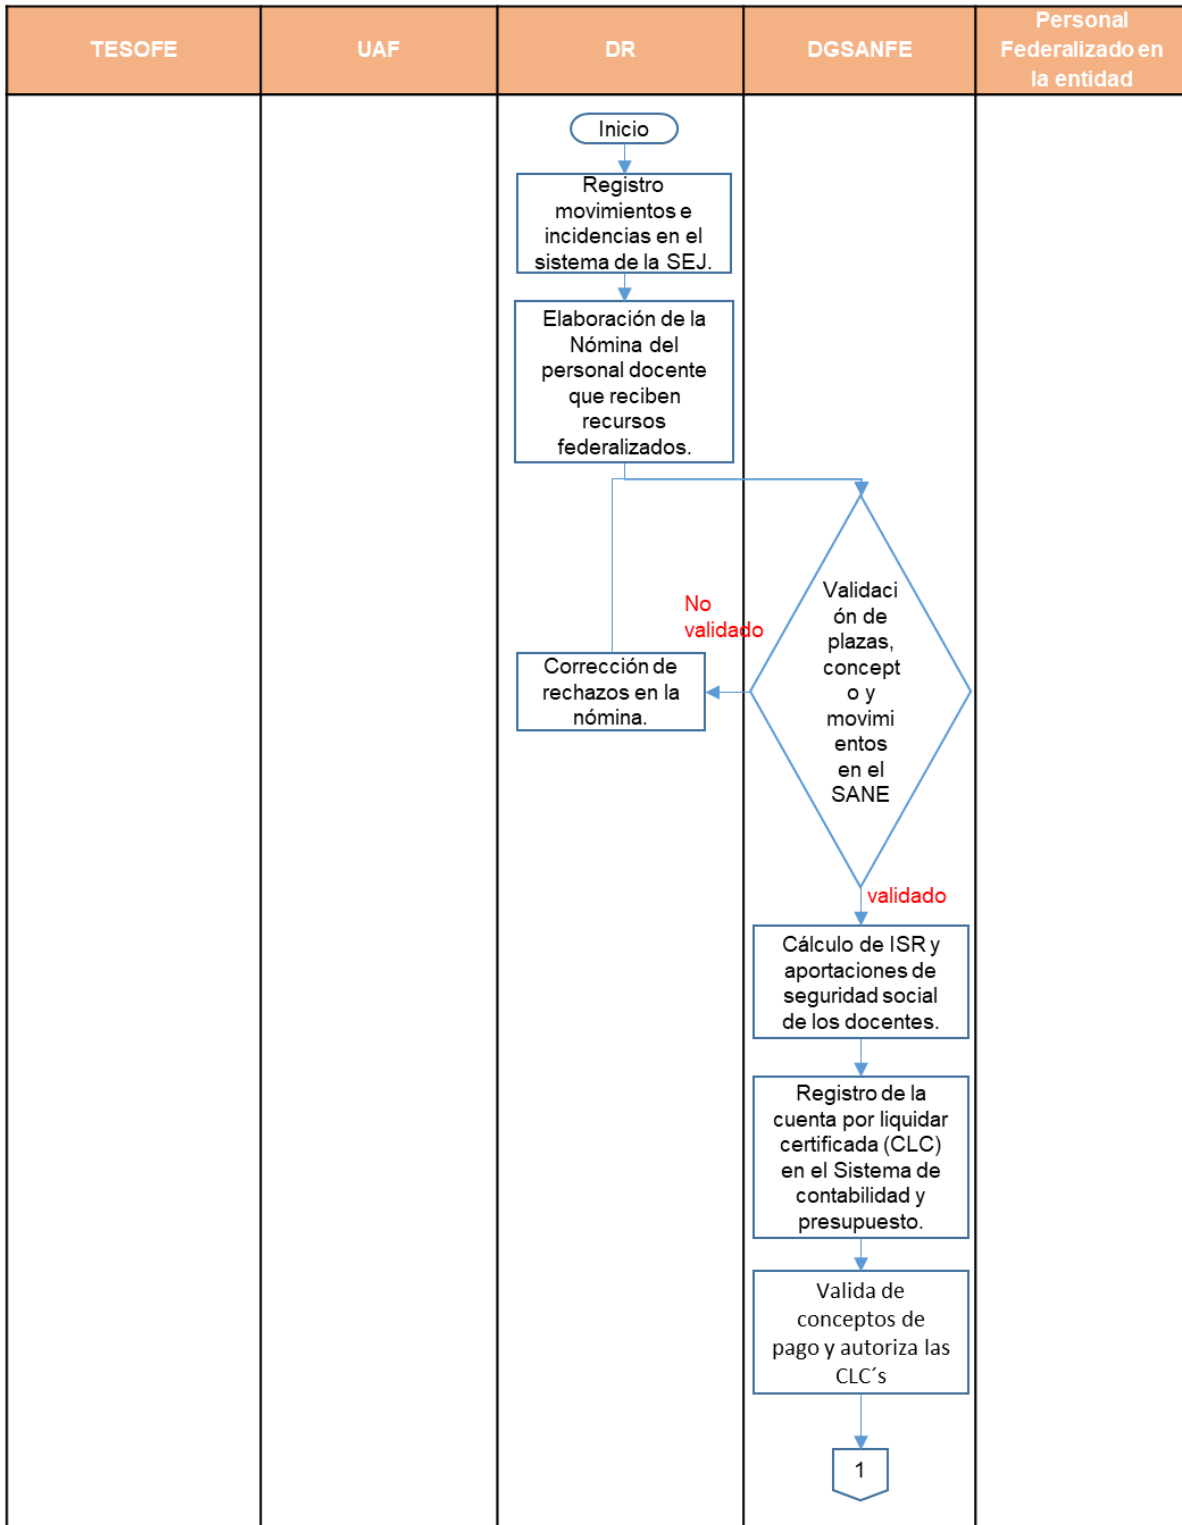 TESOFE
UAF
DR
DGSANFE
Personal
Federalizado en
la entidad
Inicio
Registro
movimientos e
incidencias en el
sistema de la SEJ.
Elaboración de la
Nómina del
personal docente
que reciben
recursos
federalizados.
Validaci
ón de
plazas,
concept
o y
movimi
entos
en el
SANE
No
validado
Corrección de
rechazos en la
nómina.
validado
Cálculo de ISR y
aportaciones de
seguridad social
de los docentes.
Registro de la
cuenta por liquidar
certificada (CLC)
en el Sistema de
contabilidad y
presupuesto.
Valida de
conceptos de
pago y autoriza las
CLC´s
1